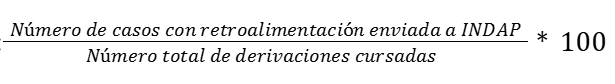 Número de casos con retroalimentación enviada a INDAP
Número total de derivaciones cursadas
* 100